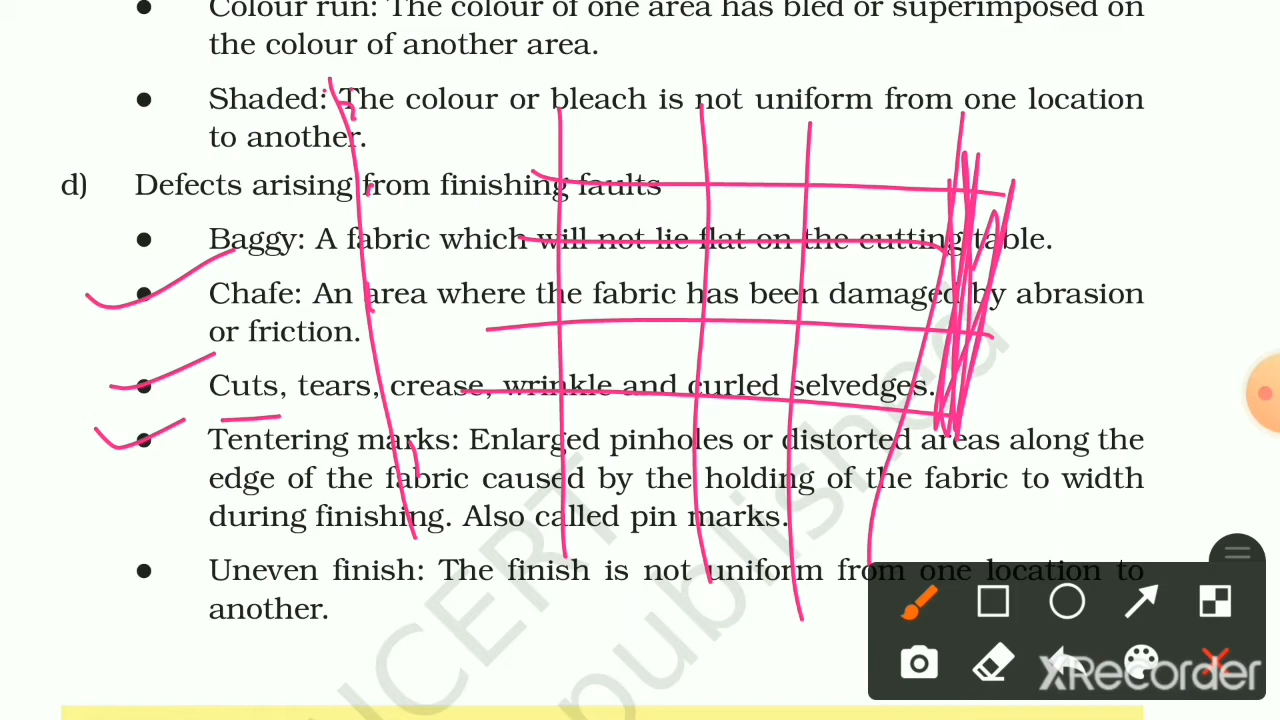 Colour run: The colour of one area has bled or superimposed on
the colour of another area.
Shaded: The colour or bleach is not uniform from one location
to another.
d) Defects arising from finishing faults
Baggy: A fabric which will not lie flat on the cutting table.
Chafe: An area where the fabric has been damaged by abrasion
or friction.
Cuts, tears, crease, wrinkle and curled selvedges.
Tentering marks: Enlarged pinholes or distorted areas along the
edge of the fabric caused by the holding of the fabric to width
during finishing. Also called pin marks.
Uneven finish: The finish is not uniform from one location to
another.
NCERT
published
XRecorder